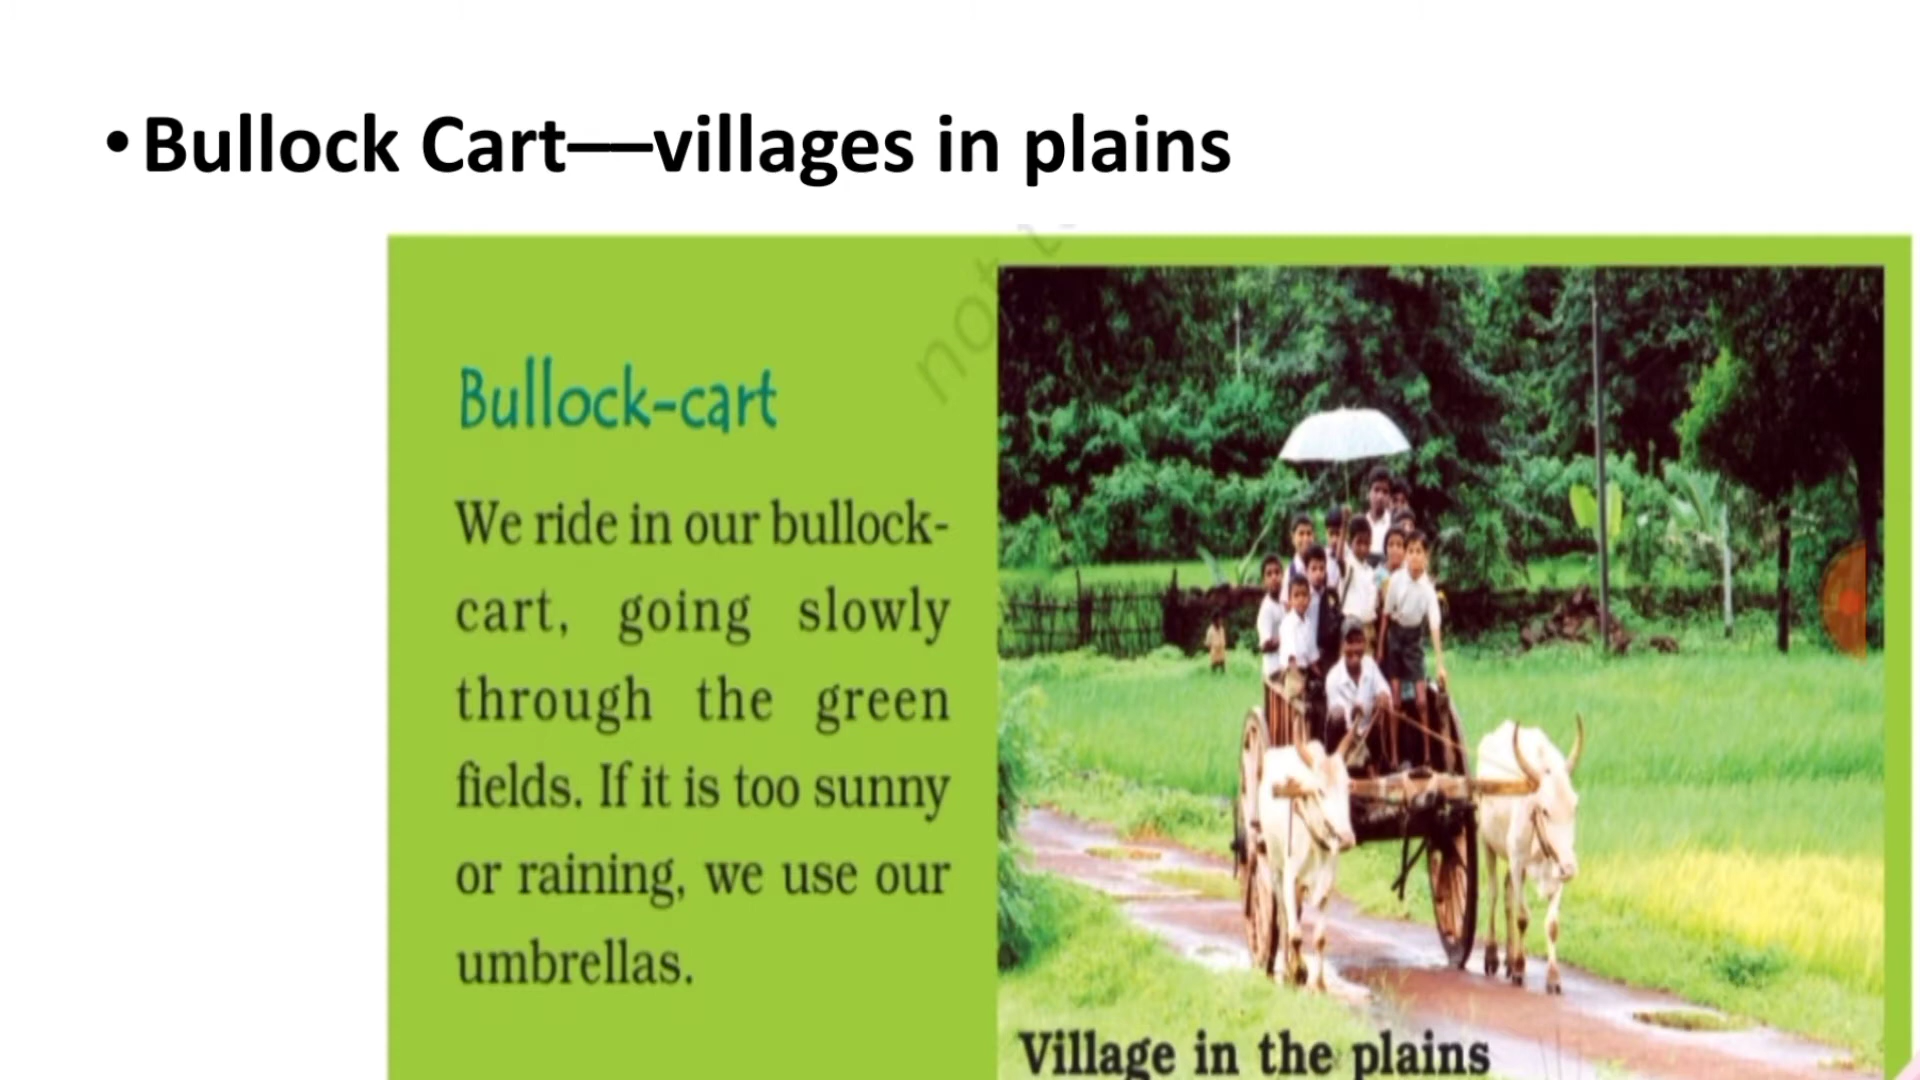 • Bullock Cart––villages in plains
not
Bullock-cart
We ride in our bullock-
cart, going slowly
through the green
fields. If it is too sunny
or raining, we use our
umbrellas.
Village in the plains